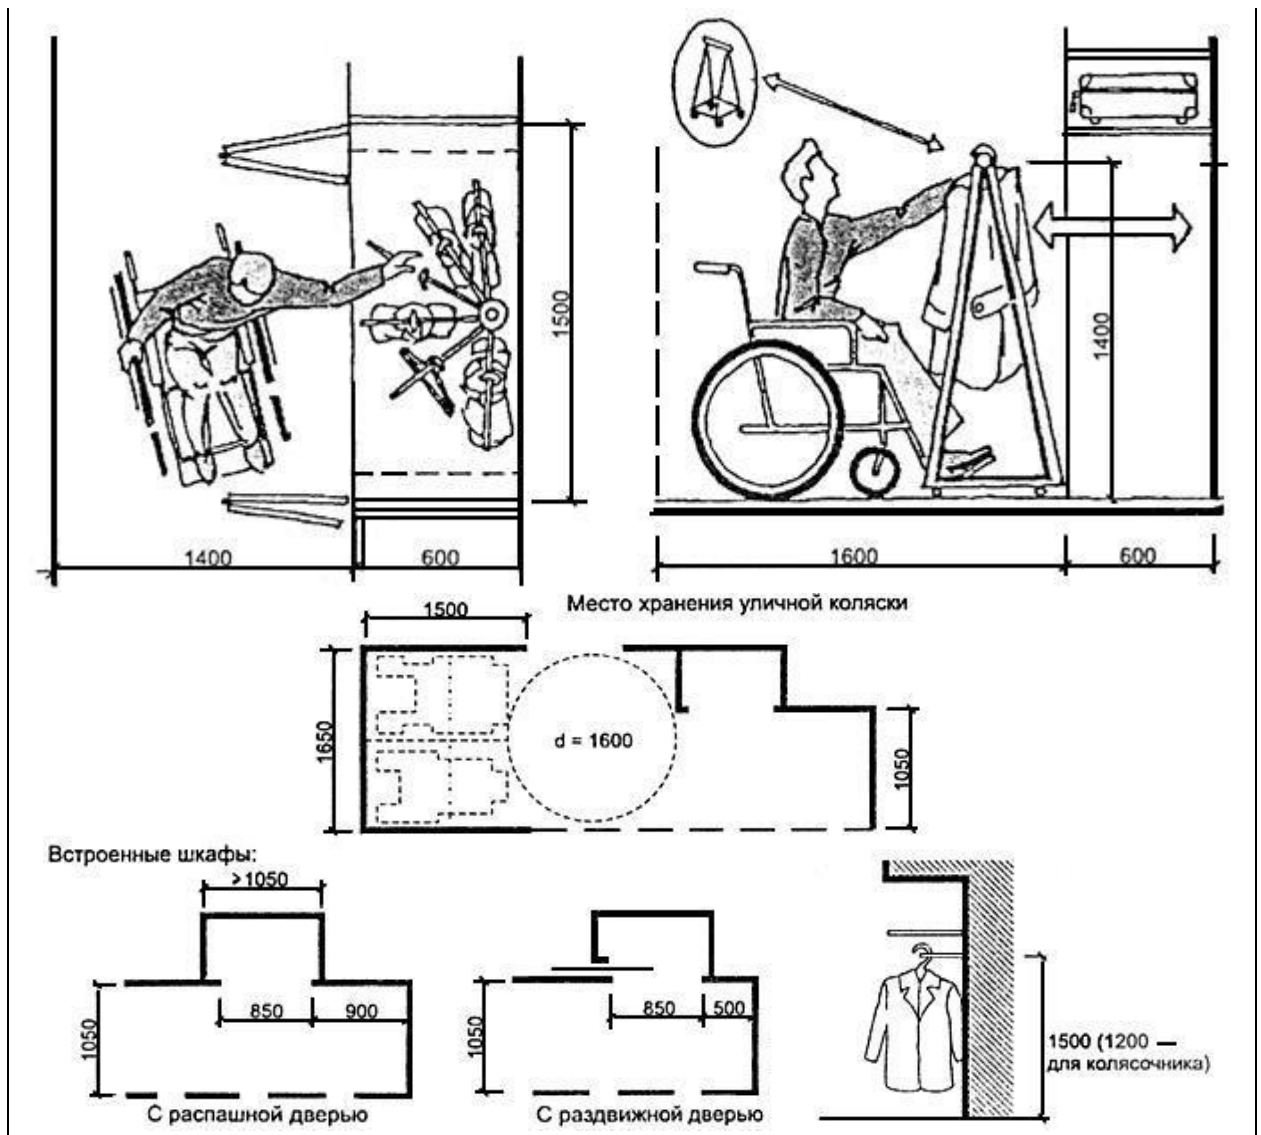 1500
1400
1400
600
1600
600
Место хранения уличной коляски
1500
1650
d = 1600
1050
Встроенные шкафы:
>1050
850
900
1050
С распашной дверью
850
500
1050
С раздвижной дверью
1500 (1200 —
для колясочника)